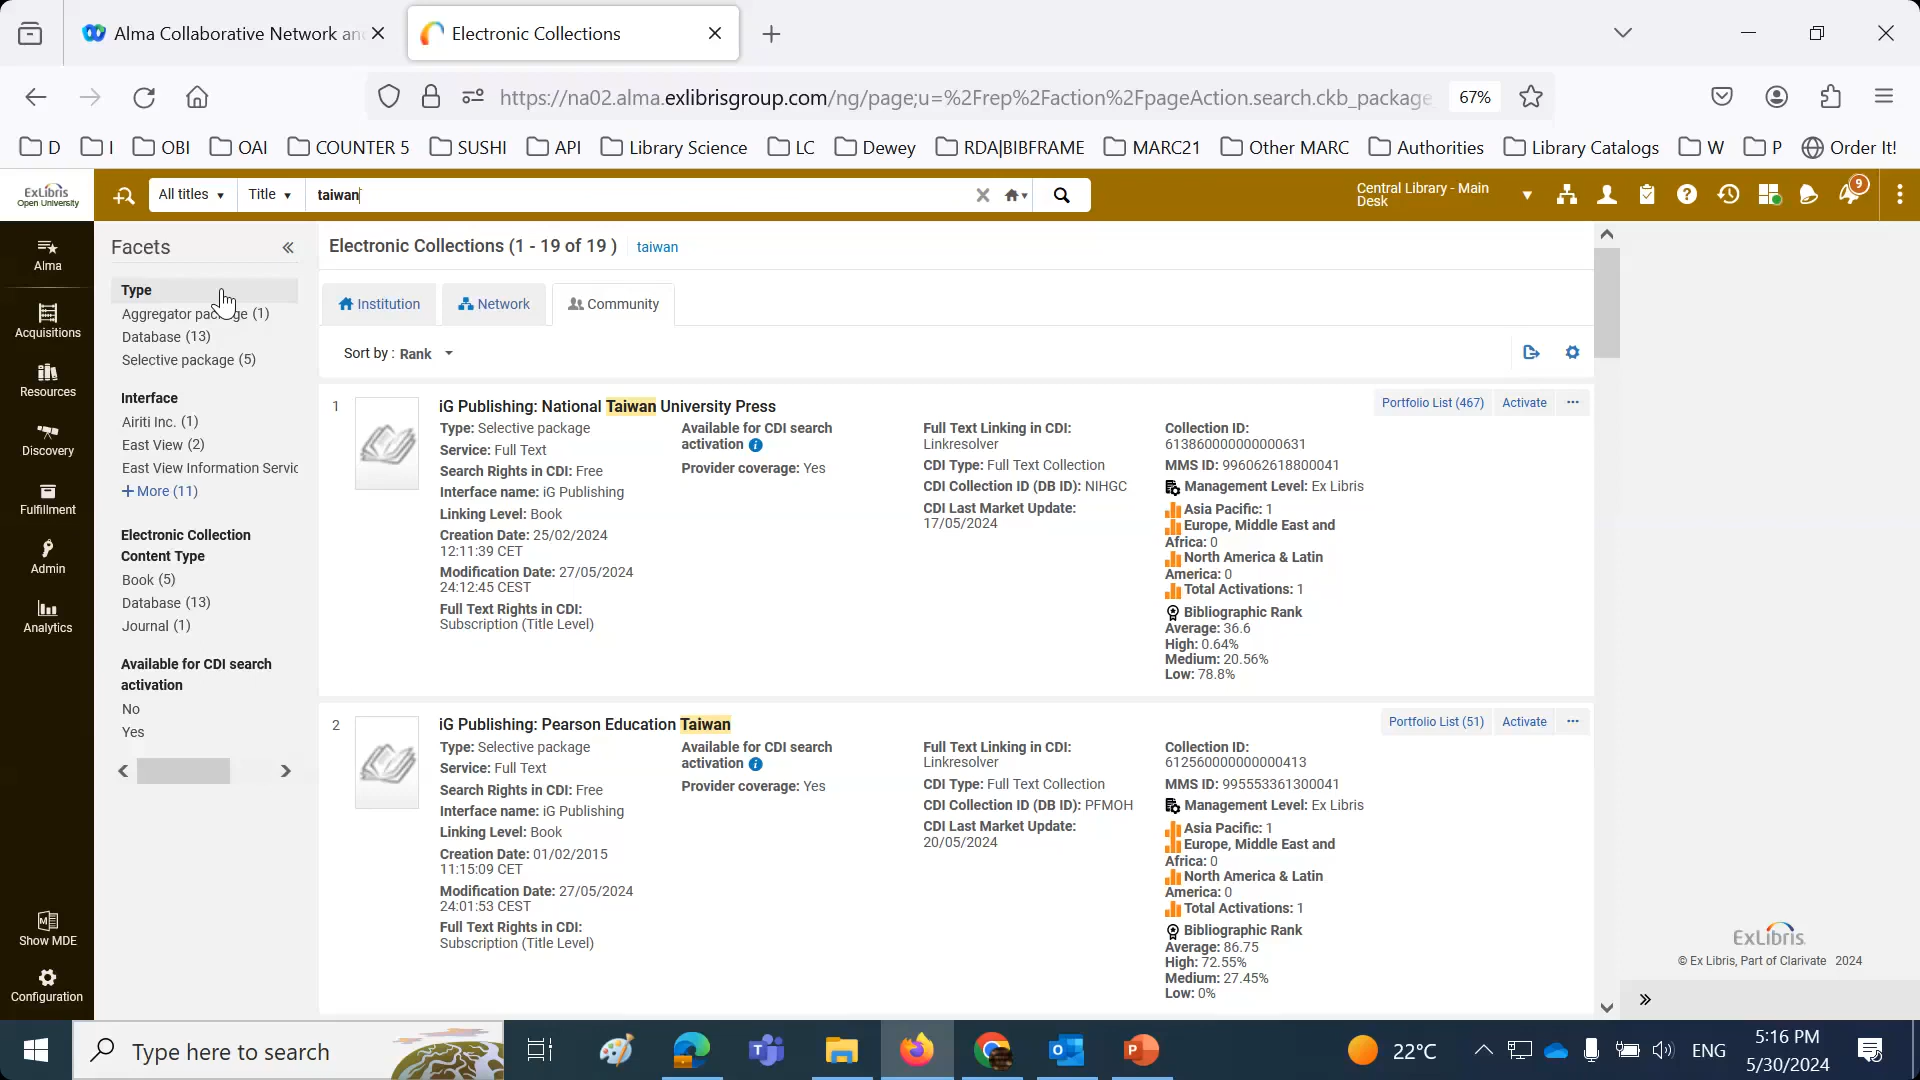 Alma Collaborative Network an
Electronic Collections
https://na02.alma.exlibrisgroup.com/ng/page;u=%2Frep%2Faction%2FpageAction.search.ckb_package
67%
D
I
OBI
OAI
COUNTER 5
SUSHI
API
Library Science
LC
Dewey
RDA|BIBFRAME
MARC21
Other MARC
Authorities
Library Catalogs
W
P
Order It!
ExLibris
Open University
All titles
Title
taiwan
Central Library - Main
Desk
9
Alma
Acquisitions
Resources
Discovery
Fulfillment
Admin
Analytics
Show MDE
Configuration
Facets
Type
Aggregator package (1)
Database (13)
Selective package (5)
Interface
Airiti Inc. (1)
East View (2)
East View Information Servic
+ More (11)
Electronic Collection
Content Type
Book (5)
Database (13)
Journal (1)
Available for CDI search
activation
No
Yes
Electronic Collections (1 - 19 of 19 )
taiwan
Institution
Network
Community
Sort by : Rank
1
iG Publishing: National Taiwan University Press
Portfolio List (467)
Activate
Type: Selective package
Service: Full Text
Search Rights in CDI: Free
Interface name: iG Publishing
Linking Level: Book
Creation Date: 25/02/2024
12:11:39 CET
Modification Date: 27/05/2024
24:12:45 CEST
Full Text Rights in CDI:
Subscription (Title Level)
Available for CDI search
activation
Provider coverage: Yes
Full Text Linking in CDI:
Linkresolver
CDI Type: Full Text Collection
CDI Collection ID (DB ID): NIHGC
CDI Last Market Update:
17/05/2024
Collection ID:
613860000000000631
MMS ID: 996062618800041
Management Level: Ex Libris
Asia Pacific: 1
Europe, Middle East and
Africa: 0
North America & Latin
America: 0
Total Activations: 1
Bibliographic Rank
Average: 36.6
High: 0.64%
Medium: 20.56%
Low: 78.8%
2
iG Publishing: Pearson Education Taiwan
Portfolio List (51)
Activate
Type: Selective package
Service: Full Text
Search Rights in CDI: Free
Interface name: iG Publishing
Linking Level: Book
Creation Date: 01/02/2015
11:15:09 CET
Modification Date: 27/05/2024
24:01:53 CEST
Full Text Rights in CDI:
Subscription (Title Level)
Available for CDI search
activation
Provider coverage: Yes
Full Text Linking in CDI:
Linkresolver
CDI Type: Full Text Collection
CDI Collection ID (DB ID): PFMOH
CDI Last Market Update:
20/05/2024
Collection ID:
612560000000000413
MMS ID: 995553361300041
Management Level: Ex Libris
Asia Pacific: 1
Europe, Middle East and
Africa: 0
North America & Latin
America: 0
Total Activations: 1
Bibliographic Rank
Average: 86.75
High: 72.55%
Medium: 27.45%
Low: 0%
ExLibris
© Ex Libris, Part of Clarivate 2024
Type here to search
22°C
ENG
5:16 PM
5/30/2024